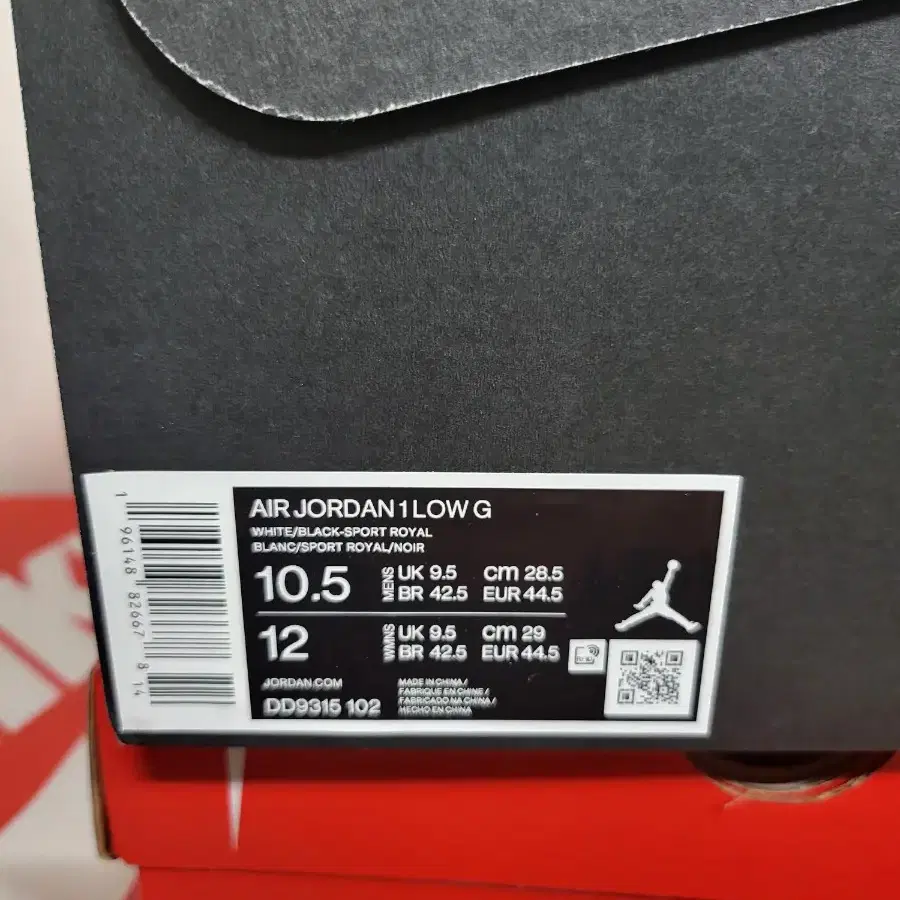 AIR JORDAN 1 LOW G
WHITE/BLACK-SPORT ROYAL
BLANC/SPORT ROYAL/NOIR
10.5 MENS UK 9.5 cm 28.5
BR 42.5 EUR 44.5
12 WMNS UK 9.5 cm 29
BR 42.5 EUR 44.5
JORDAN.COM
DD9315 102
MADE IN CHINA /
FABRIQUE EN CHINE /
FABRICADO NA CHINA /
HECHO EN CHINA
1 96148 82667 8 14